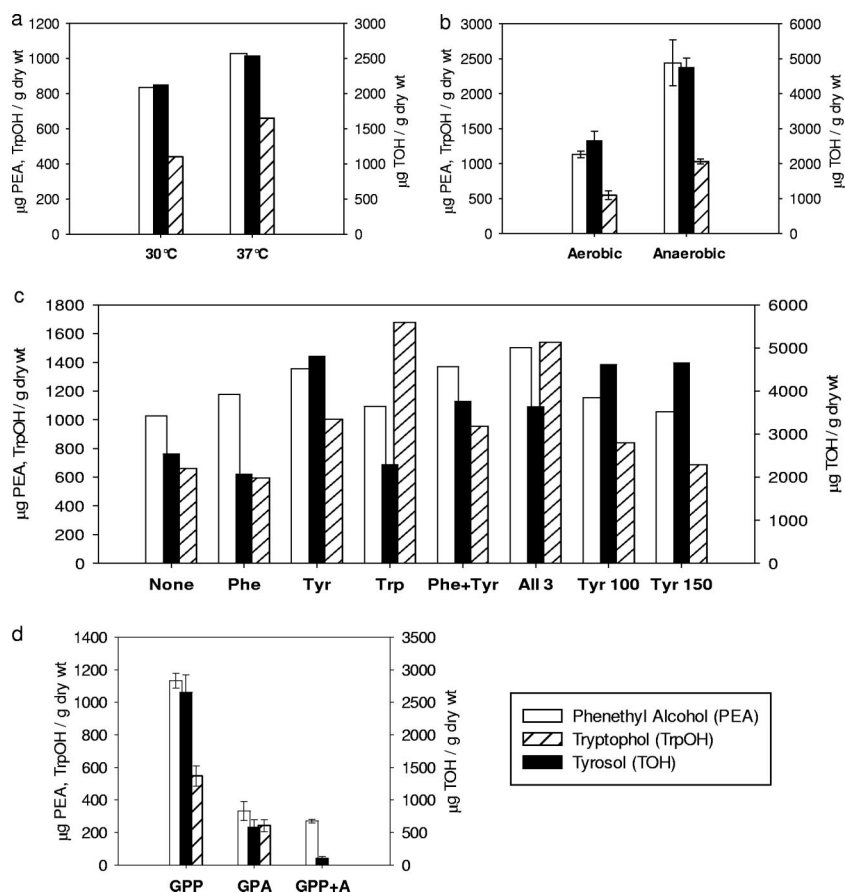 a
1200
1000
800
600
400
200
0
µg PEA, TrpOH / g dry wt
3000
2500
2000
1500
1000
500
0
µg TOH / g dry wt
30°C
37°C
b
3000
2500
2000
1500
1000
500
0
µg PEA, TrpOH / g dry wt
6000
5000
4000
3000
2000
1000
0
µg TOH / g dry wt
Aerobic
Anaerobic
c
1800
1600
1400
1200
1000
800
600
400
200
0
µg PEA, TrpOH / g dry wt
6000
5000
4000
3000
2000
1000
0
µg TOH / g dry wt
None
Phe
Tyr
Trp
Phe+Tyr
All 3
Tyr 100
Tyr 150
d
1400
1200
1000
800
600
400
200
0
µg PEA, TrpOH / g dry wt
3500
3000
2500
2000
1500
1000
500
0
µg TOH / g dry wt
GPP
GPA
GPP+A
Phenethyl Alcohol (PEA)
Tryptophol (TrpOH)
Tyrosol (TOH)